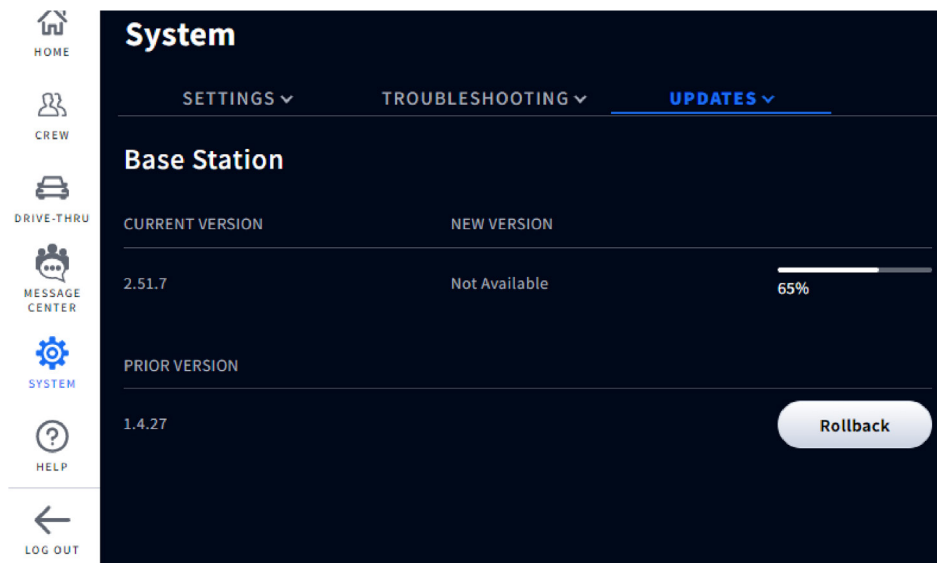 HOME
CREW
DRIVE-THRU
MESSAGE
CENTER
SYSTEM
HELP
LOG OUT
System
SETTINGS
TROUBLESHOOTING
UPDATES
Base Station
CURRENT VERSION
NEW VERSION
2.51.7
Not Available
65%
PRIOR VERSION
1.4.27
Rollback